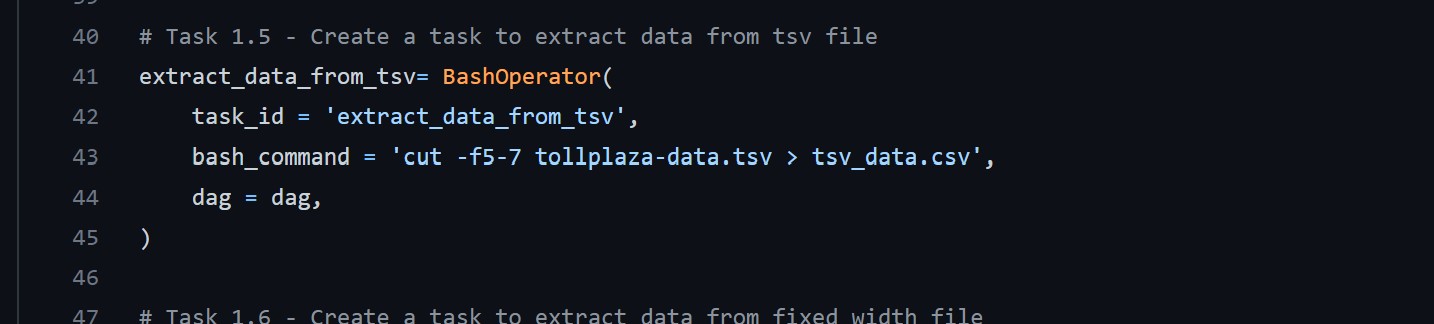 40 # Task 1.5 - Create a task to extract data from tsv file
41 extract_data_from_tsv= BashOperator(
42     task_id = 'extract_data_from_tsv',
43     bash_command = 'cut -f5-7 tollplaza-data.tsv > tsv_data.csv',
44     dag = dag,
45 )
46
47 # Task 1.6 - Create a task to extract data from fixed width file